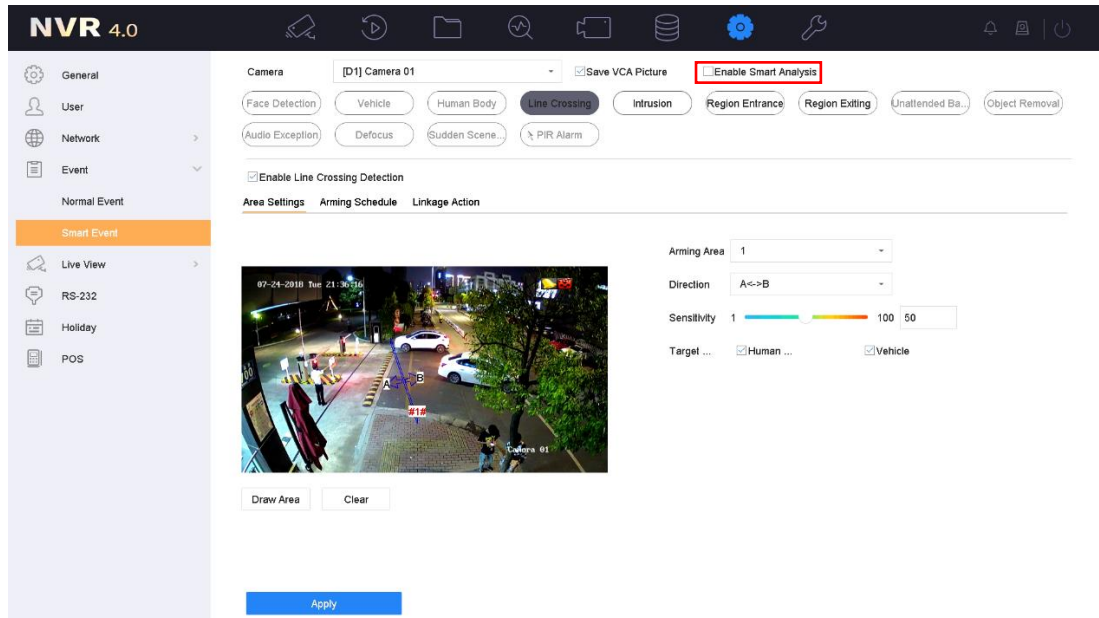 NVR 4.0
General
User
Network
Event
Normal Event
Smart Event
Live View
RS-232
Holiday
POS
Camera [D1] Camera 01 Save VCA Picture Enable Smart Analysis
Face Detection Vehicle Human Body Line Crossing Intrusion Region Entrance Region Exiting Unattended Ba... Object Removal
Audio Exception Defocus Sudden Scene... PIR Alarm
Enable Line Crossing Detection
Area Settings Arming Schedule Linkage Action
Arming Area 1
Direction A<->B
Sensitivity 1 100 50
Target ... Human ... Vehicle
07-24-2018 Tue 21:36:16
A B
#1#
Camera 01
Draw Area Clear
Apply